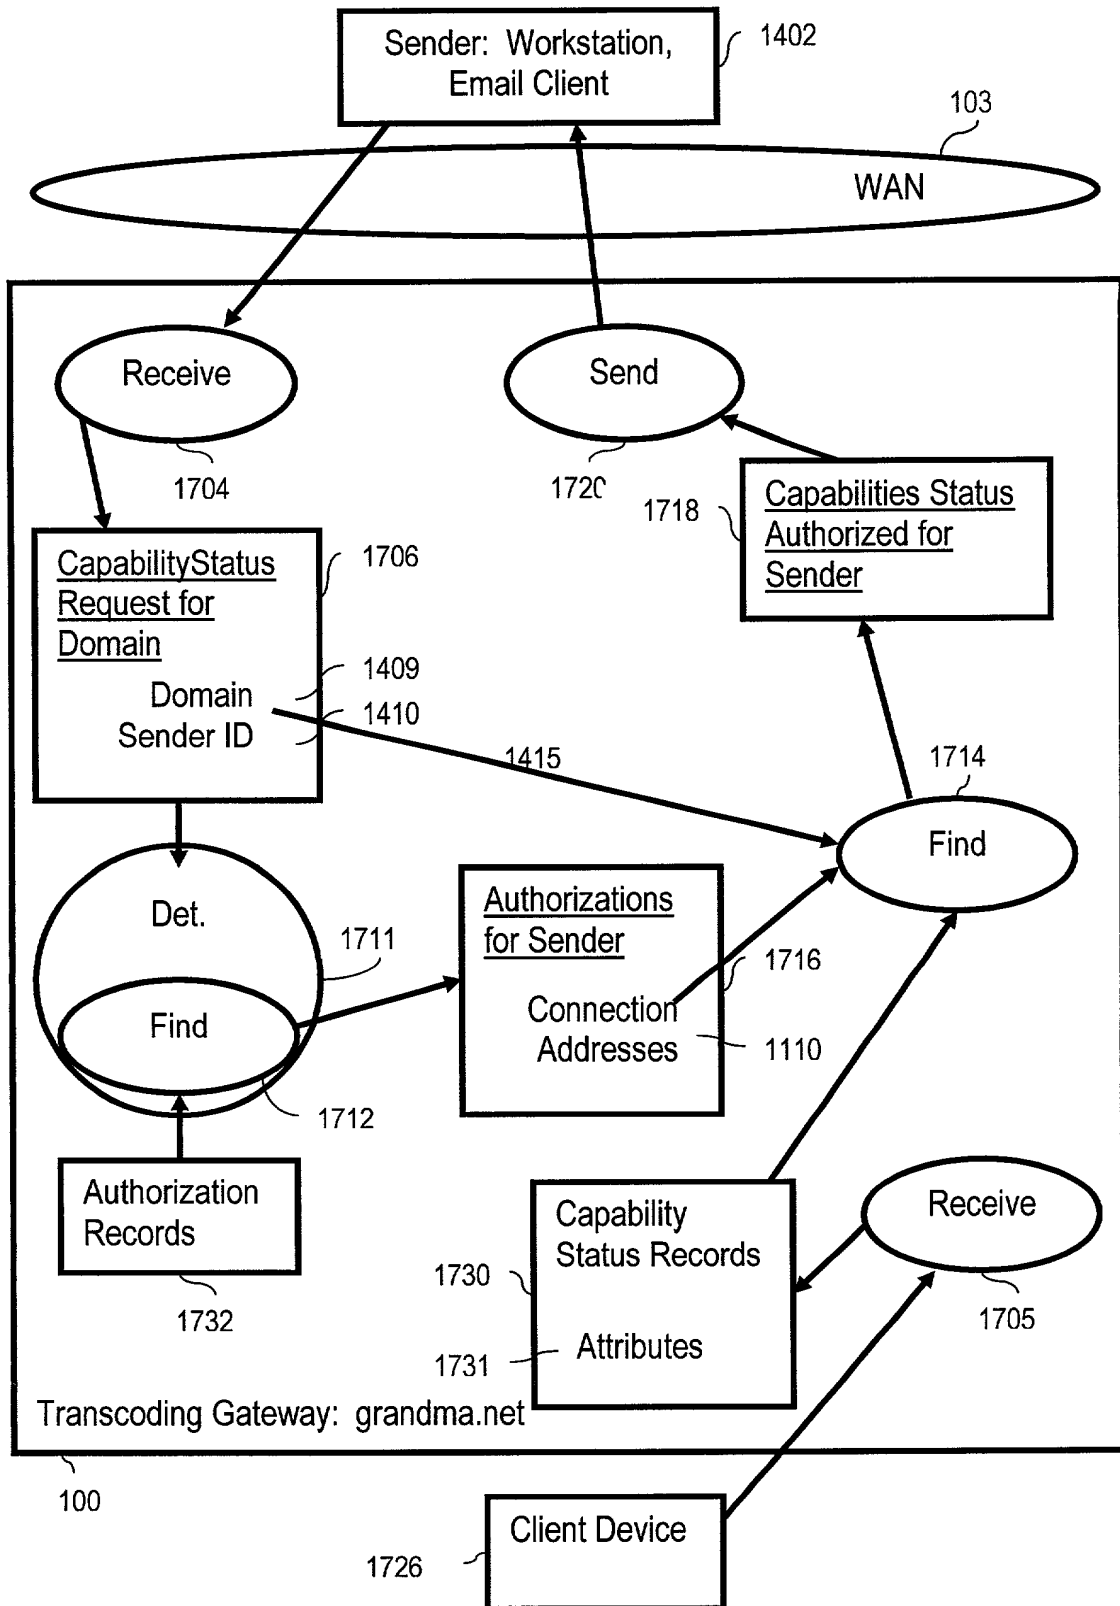 Sender: Workstation,
Email Client
1402
103
WAN
Receive
1704
Send
1720
1718
Capabilities Status
Authorized for
Sender
CapabilityStatus
Request for
Domain
1706
Domain
1409
Sender ID
1410
1415
1714
Find
Det.
1711
Find
1712
Authorizations
for Sender
1716
Connection
Addresses
1110
Authorization
Records
1732
Capability
Status Records
1730
1731
Attributes
Receive
1705
Transcoding Gateway: grandma.net
100
Client Device
1726